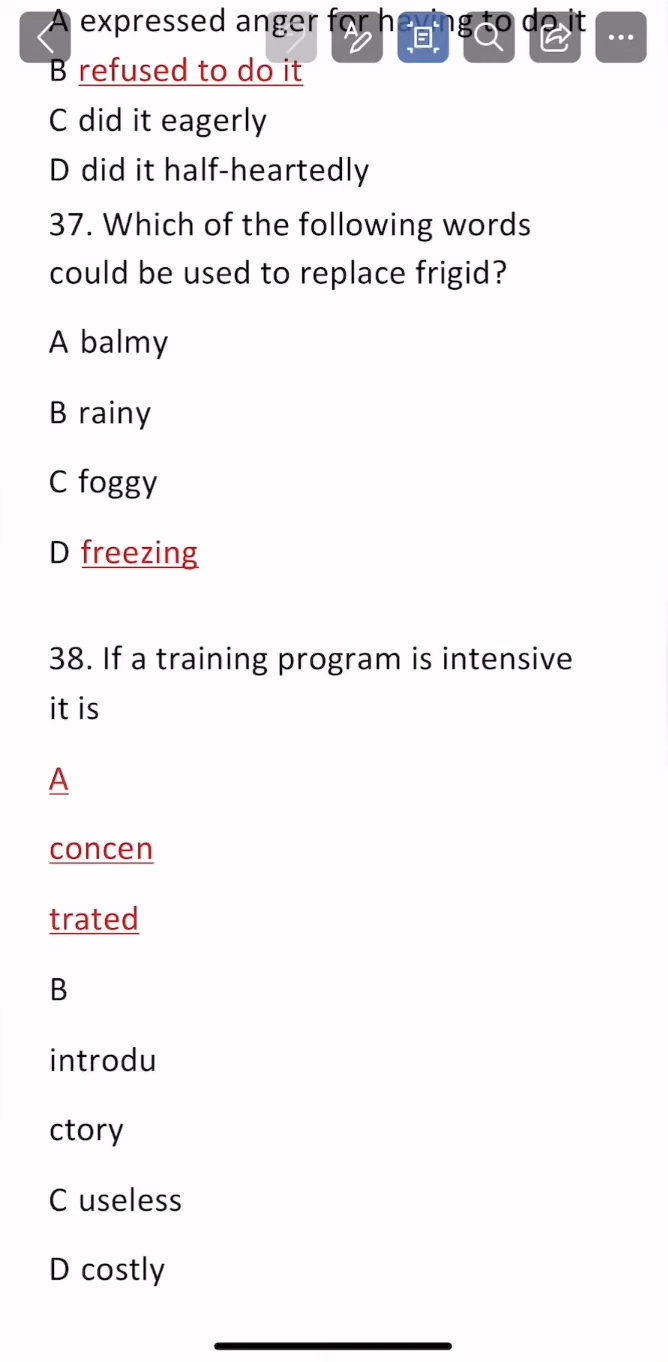 A expressed anger for having to do it
B refused to do it
C did it eagerly
D did it half-heartedly
37. Which of the following words
could be used to replace frigid?
A balmy
B rainy
C foggy
D freezing
38. If a training program is intensive
it is
A
concen
trated
B
introdu
ctory
C useless
D costly